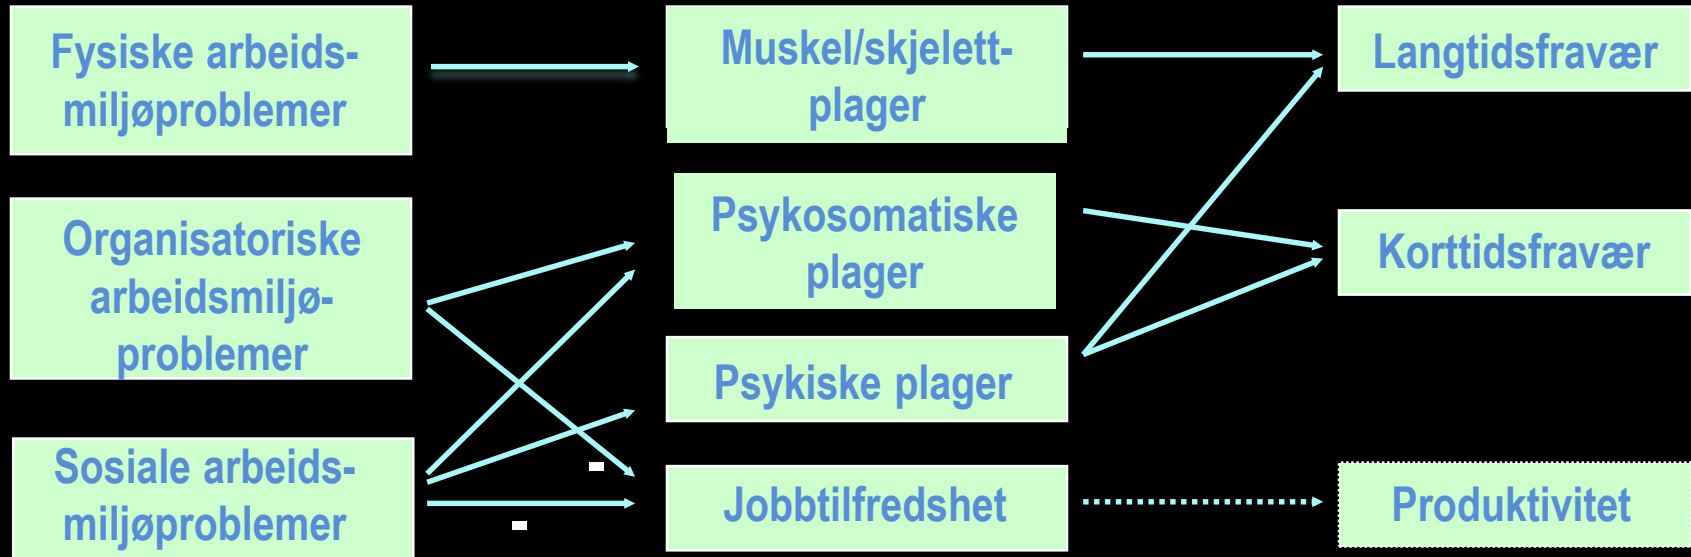 Fysiske arbeids-
miljøproblemer
Organisatoriske
arbeidsmiljø-
problemer
Sosiale arbeids-
miljøproblemer
Muskel/skjelett-
plager
Psykosomatiske
plager
Psykiske plager
-
-
Jobbtilfredshet
Langtidsfravær
Korttidsfravær
Produktivitet